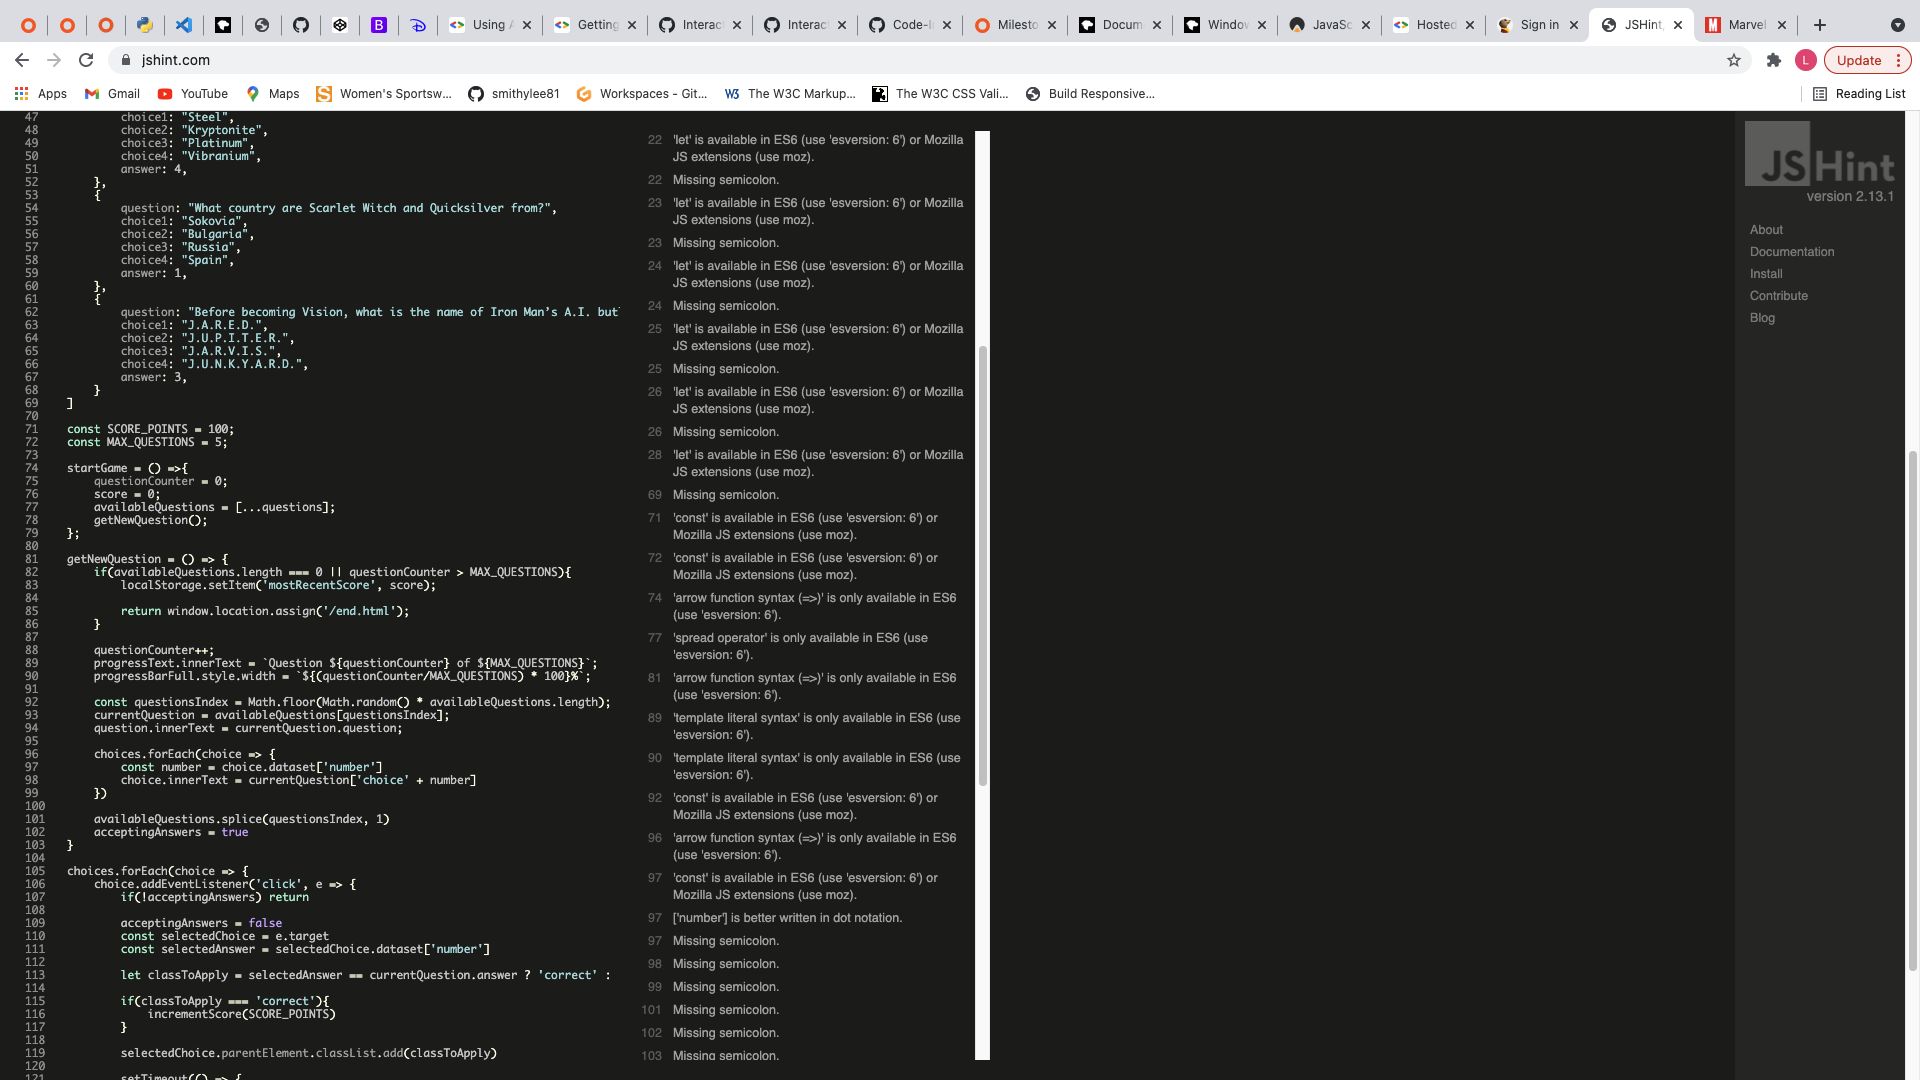 Using A
Getting
Interac
Interac
Code-I
Milesto
Docum
Window
JavaSc
Hosted
Sign in
JSHint,
Marvel
jshint.com
L
Update
Apps
Gmail
YouTube
Maps
Women's Sportsw...
smithylee81
Workspaces - Git...
The W3C Markup...
The W3C CSS Vali...
Build Responsive...
Reading List
47 choice1: "Steel",
48 choice2: "Kryptonite",
49 choice3: "Platinum",
50 choice4: "Vibranium",
51 answer: 4,
52 },
53 {
54 question: "What country are Scarlet Witch and Quicksilver from?",
55 choice1: "Sokovia",
56 choice2: "Bulgaria",
57 choice3: "Russia",
58 choice4: "Spain",
59 answer: 1,
60 },
61 {
62 question: "Before becoming Vision, what is the name of Iron Man’s A.I. but
63 choice1: "J.A.R.E.D.",
64 choice2: "J.U.P.I.T.E.R.",
65 choice3: "J.A.R.V.I.S.",
66 choice4: "J.U.N.K.Y.A.R.D.",
67 answer: 3,
68 }
69 ]
70
71 const SCORE_POINTS = 100;
72 const MAX_QUESTIONS = 5;
73
74 startGame = () =>{
75 questionCounter = 0;
76 score = 0;
77 availableQuestions = [...questions];
78 getNewQuestion();
79 };
80
81 getNewQuestion = () => {
82 if(availableQuestions.length === 0 || questionCounter > MAX_QUESTIONS){
83 localStorage.setItem('mostRecentScore', score);
84
85 return window.location.assign('/end.html');
86 }
87
88 questionCounter++;
89 progressText.innerText = `Question ${questionCounter} of ${MAX_QUESTIONS}`;
90 progressBarFull.style.width = `${(questionCounter/MAX_QUESTIONS) * 100}%`;
91
92 const questionsIndex = Math.floor(Math.random() * availableQuestions.length);
93 currentQuestion = availableQuestions[questionsIndex];
94 question.innerText = currentQuestion.question;
95
96 choices.forEach(choice => {
97 const number = choice.dataset['number']
98 choice.innerText = currentQuestion['choice' + number]
99 })
100
101 availableQuestions.splice(questionsIndex, 1)
102 acceptingAnswers = true
103 }
104
105 choices.forEach(choice => {
106 choice.addEventListener('click', e => {
107 if(!acceptingAnswers) return
108
109 acceptingAnswers = false
110 const selectedChoice = e.target
111 const selectedAnswer = selectedChoice.dataset['number']
112
113 let classToApply = selectedAnswer == currentQuestion.answer ? 'correct' :
114
115 if(classToApply === 'correct'){
116 incrementScore(SCORE_POINTS)
117 }
118
119 selectedChoice.parentElement.classList.add(classToApply)
120
121 setTimeout(() => {
22 'let' is available in ES6 (use 'esversion: 6') or Mozilla
JS extensions (use moz).
22 Missing semicolon.
23 'let' is available in ES6 (use 'esversion: 6') or Mozilla
JS extensions (use moz).
23 Missing semicolon.
24 'let' is available in ES6 (use 'esversion: 6') or Mozilla
JS extensions (use moz).
24 Missing semicolon.
25 'let' is available in ES6 (use 'esversion: 6') or Mozilla
JS extensions (use moz).
25 Missing semicolon.
26 'let' is available in ES6 (use 'esversion: 6') or Mozilla
JS extensions (use moz).
26 Missing semicolon.
28 'let' is available in ES6 (use 'esversion: 6') or Mozilla
JS extensions (use moz).
69 Missing semicolon.
71 'const' is available in ES6 (use 'esversion: 6') or
Mozilla JS extensions (use moz).
72 'const' is available in ES6 (use 'esversion: 6') or
Mozilla JS extensions (use moz).
74 'arrow function syntax (=>)' is only available in ES6
(use 'esversion: 6').
77 'spread operator' is only available in ES6 (use
'esversion: 6').
81 'arrow function syntax (=>)' is only available in ES6
(use 'esversion: 6').
89 'template literal syntax' is only available in ES6 (use
'esversion: 6').
90 'template literal syntax' is only available in ES6 (use
'esversion: 6').
92 'const' is available in ES6 (use 'esversion: 6') or
Mozilla JS extensions (use moz).
96 'arrow function syntax (=>)' is only available in ES6
(use 'esversion: 6').
97 'const' is available in ES6 (use 'esversion: 6') or
Mozilla JS extensions (use moz).
97 ['number'] is better written in dot notation.
97 Missing semicolon.
98 Missing semicolon.
99 Missing semicolon.
101 Missing semicolon.
102 Missing semicolon.
103 Missing semicolon.
JSHint
version 2.13.1
About
Documentation
Install
Contribute
Blog